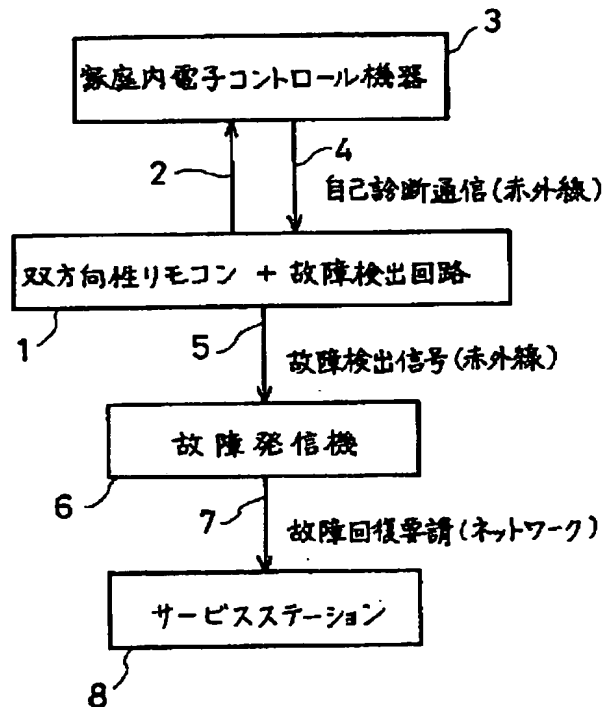 3
家庭内電子コントロール機器
2
4
自己診断通信(赤外線)
双方向性リモコン + 故障検出回路
1
5
故障検出信号(赤外線)
故障発信機
6
7
故障回復要請(ネットワーク)
サービスステーション
8